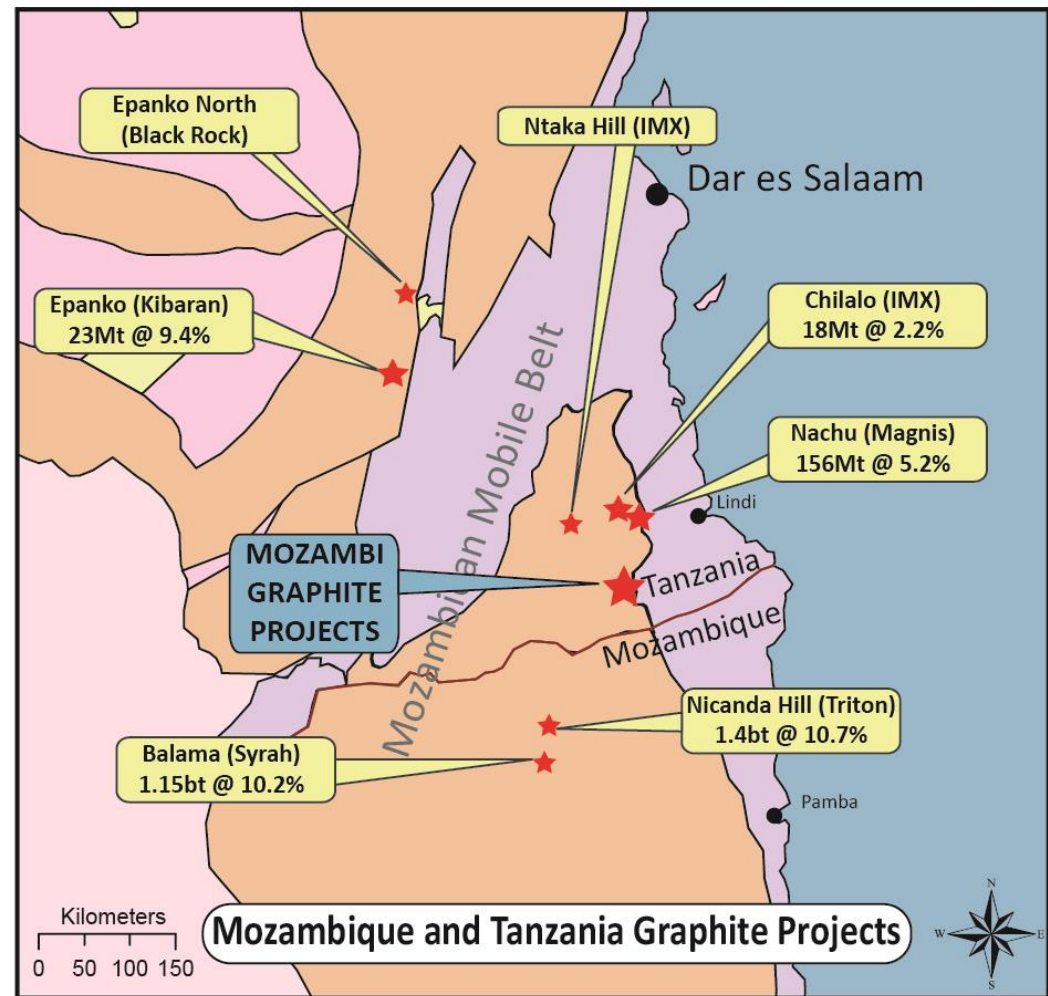 Epanko North
(Black Rock)
Ntaka Hill (IMX)
Dar es Salaam
Epanko (Kibaran)
23Mt @ 9.4%
Chilalo (IMX)
18Mt @ 2.2%
Nachu (Magnis)
156Mt @ 5.2%
Lindi
Mozambican Mobile Belt
MOZAMBI
GRAPHITE
PROJECTS
Tanzania
Mozambique
Nicanda Hill (Triton)
1.4bt @ 10.7%
Balama (Syrah)
1.15bt @ 10.2%
Pamba
Kilometers
0 50 100 150
Mozambique and Tanzania Graphite Projects
N
W
E
S